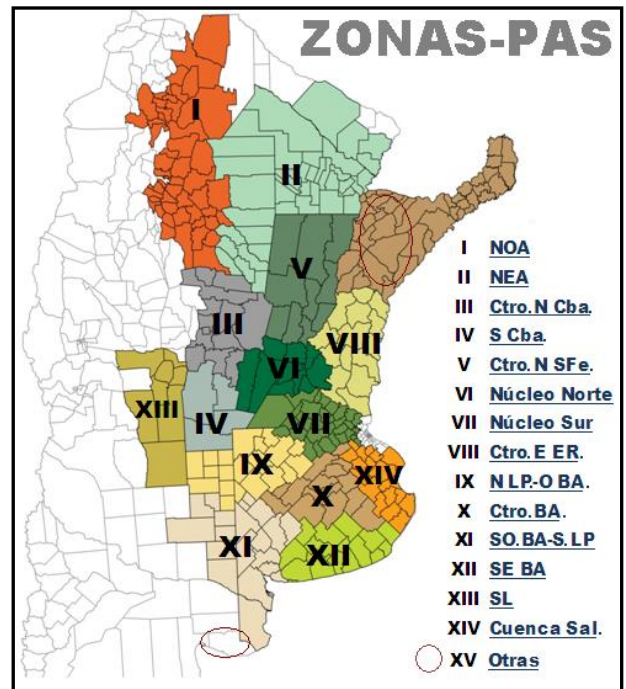 ZONAS-PAS
I
II
V
III
VIII
VI
XIII
IV
VII
IX
XIV
X
XI
XII
I NOA
II NEA
III Ctro.N Cba.
IV S Cba.
V Ctro.N SFe.
VI Núcleo Norte
VII Núcleo Sur
VIII Ctro.E ER.
IX N LP.-O BA.
X Ctro.BA.
XI SO.BA-S.LP
XII SE BA
XIII SL
XIV Cuenca Sal.
XV Otras